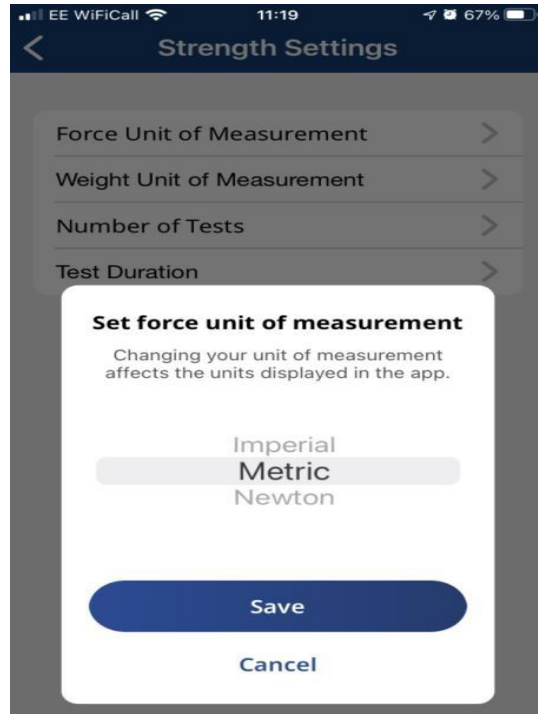 EE WiFiCall 11:19 67%
Strength Settings
Force Unit of Measurement
Weight Unit of Measurement
Number of Tests
Test Duration
Set force unit of measurement
Changing your unit of measurement
affects the units displayed in the app.
Imperial
Metric
Newton
Save
Cancel